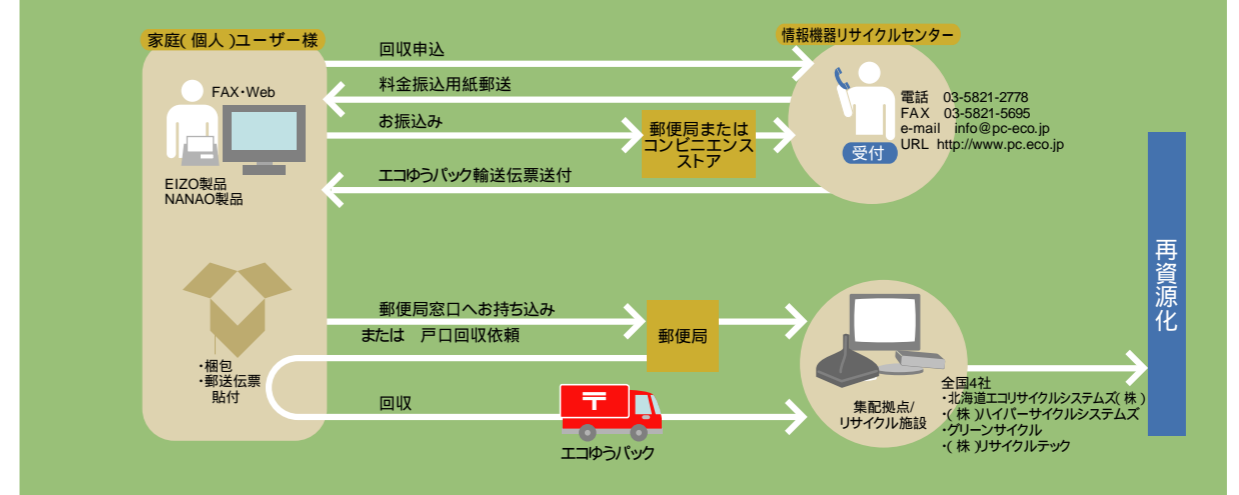 家庭(個人)ユーザー様
FAX・Web
EIZO製品
NANAO製品
回収申込
料金振込用紙郵送
お振込み
郵便局または
コンビニエンス
ストア
エコゆうパック輸送伝票送付
情報機器リサイクルセンター
受付
電話 03-5821-2778
FAX 03-5821-5695
e-mail info@pc-eco.jp
URL http://www.pc.eco.jp
・梱包
・郵送伝票
貼付
郵便局窓口へお持ち込み
または 戸口回収依頼
郵便局
回収
〒
エコゆうパック
集配拠点/
リサイクル施設
全国4社
・北海道エコリサイクルシステムズ(株)
・(株)ハイパーサイクルシステムズ
・グリーンサイクル
・(株)リサイクルテック
再資源化